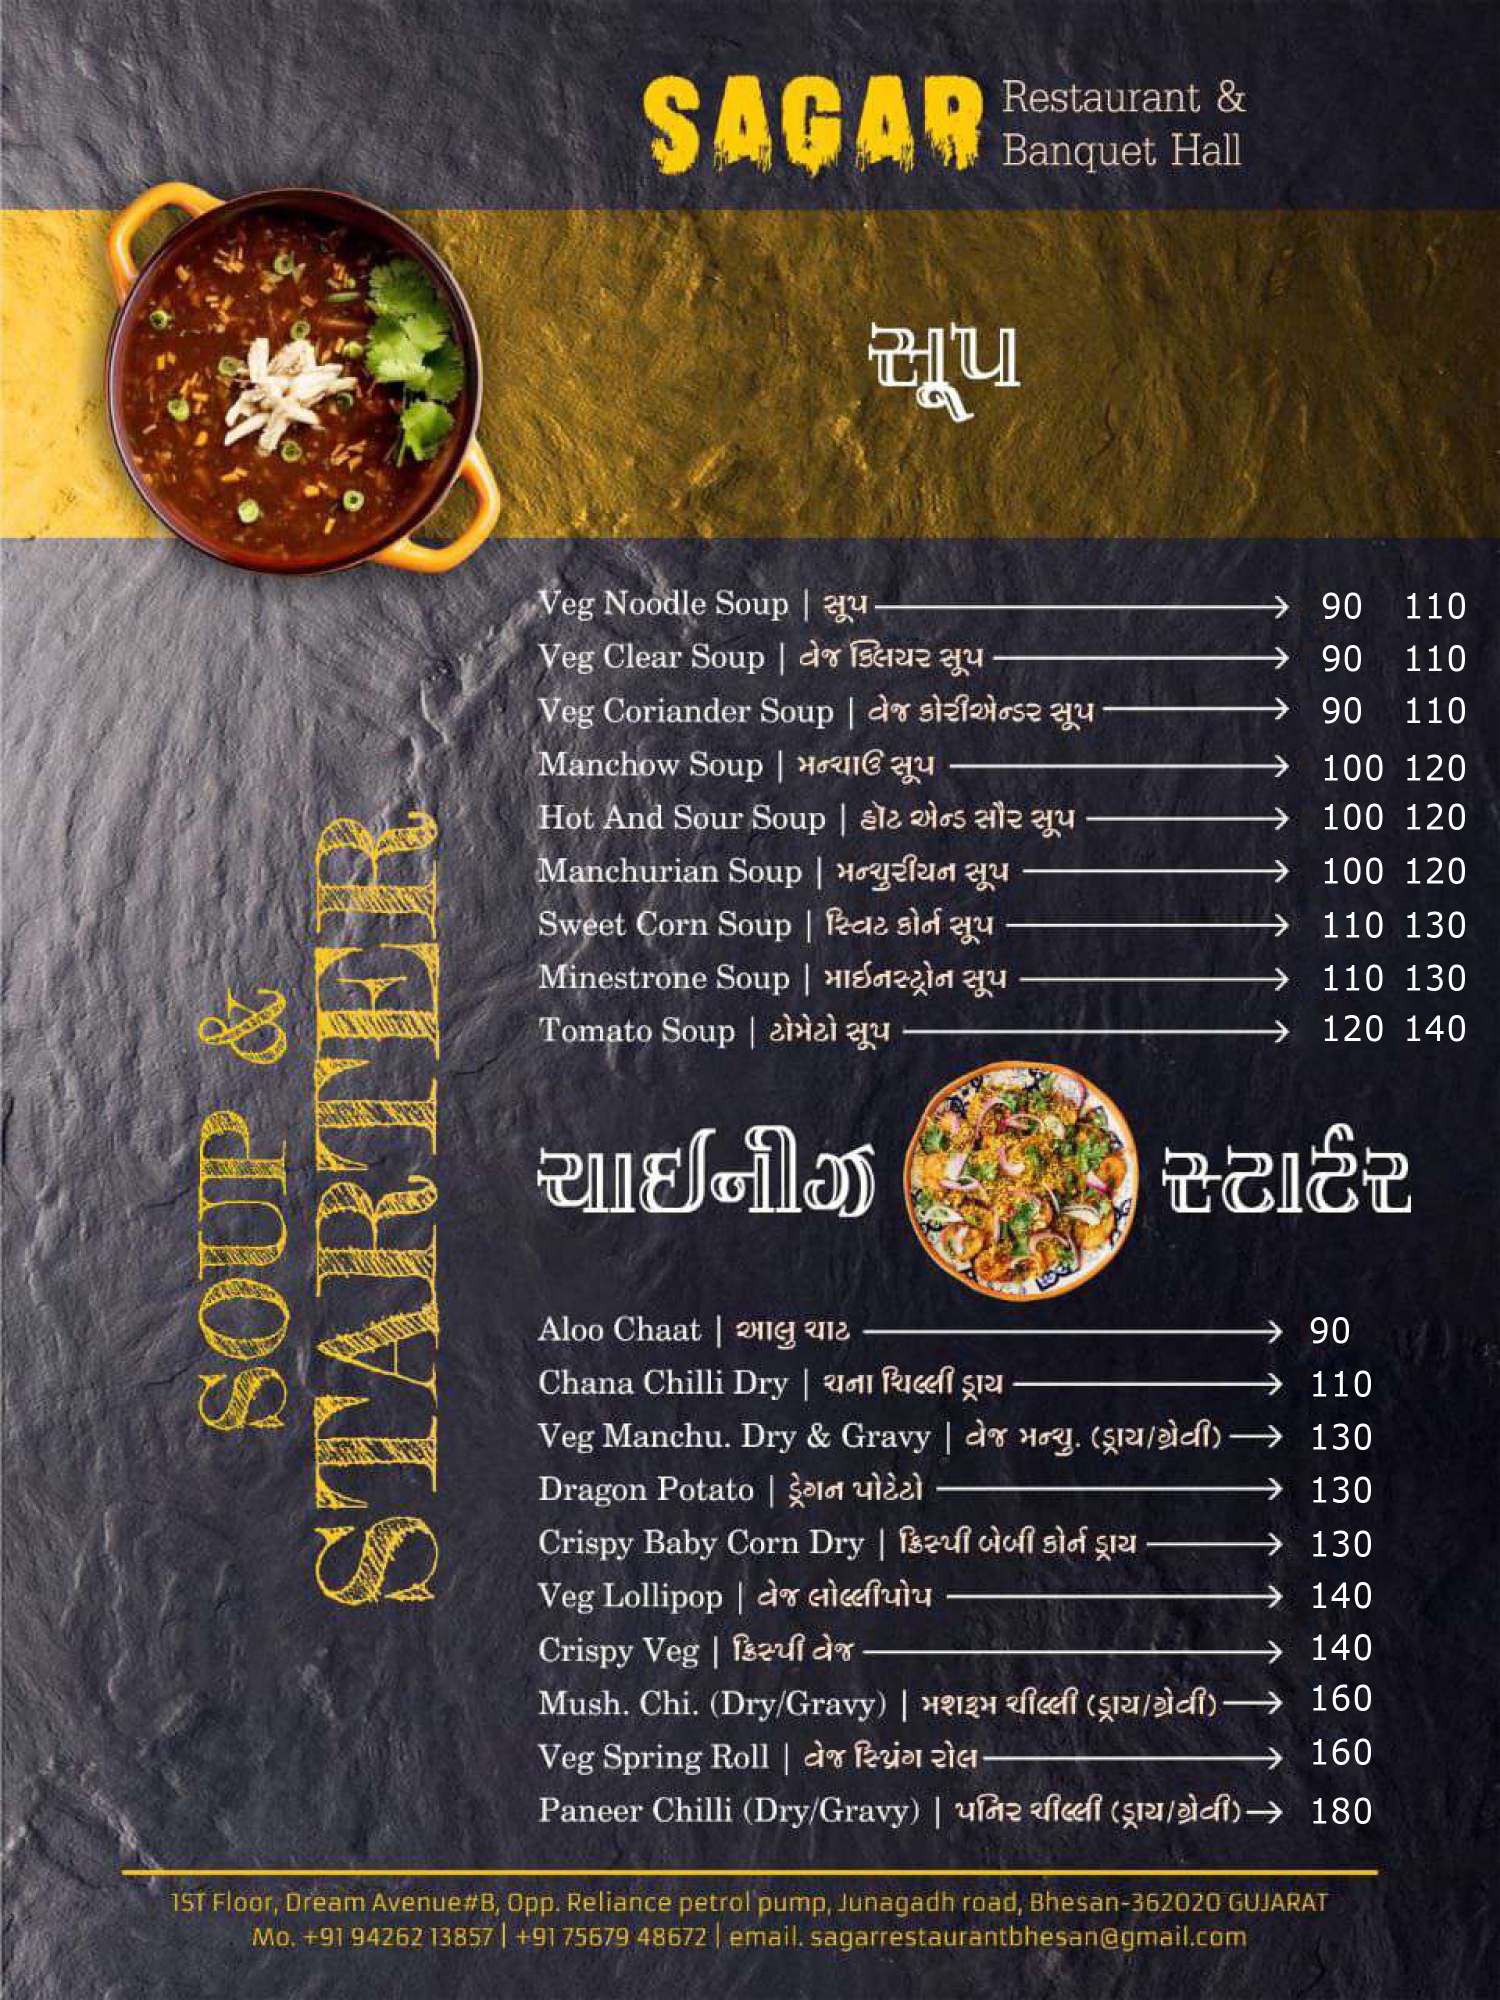 SAGAR Restaurant &
Banquet Hall
સૂપ
Veg Noodle Soup | સૂપ 90 110
Veg Clear Soup | વેજ ક્લિયર સૂપ 90 110
Veg Coriander Soup | વેજ કોરીએન્ડર સૂપ 90 110
Manchow Soup | મન્ચાઉ સૂપ 100 120
Hot And Sour Soup | હોટ એન્ડ સૌર સૂપ 100 120
Manchurian Soup | મન્ચુરીયન સૂપ 100 120
Sweet Corn Soup | સ્વિટ કોર્ન સૂપ 110 130
Minestrone Soup | માઈનસ્ટ્રોન સૂપ 110 130
Tomato Soup | ટોમેટો સૂપ 120 140
SOUP &
STARTER
ચાઈનીઝ સ્ટાર્ટર
Aloo Chaat | આલુ ચાટ 90
Chana Chilli Dry | ચના ચિલ્લી ડ્રાય 110
Veg Manchu. Dry & Gravy | વેજ મન્ચુ. (ડ્રાય/ગ્રેવી) 130
Dragon Potato | ડ્રેગન પોટેટો 130
Crispy Baby Corn Dry | ક્રિસ્પી બેબી કોર્ન ડ્રાય 130
Veg Lollipop | વેજ લોલ્લીપોપ 140
Crispy Veg | ક્રિસ્પી વેજ 140
Mush. Chi. (Dry/Gravy) | મશરૂમ ચીલ્લી (ડ્રાય/ગ્રેવી) 160
Veg Spring Roll | વેજ સ્પ્રિંગ રોલ 160
Paneer Chilli (Dry/Gravy) | પનિર ચીલ્લી (ડ્રાય/ગ્રેવી) 180
1ST Floor, Dream Avenue#B, Opp. Reliance petrol pump, Junagadh road, Bhesan-362020 GUJARAT
Mo. +91 94262 13857 | +91 75679 48672 | email. sagarrestaurantbhesan@gmail.com